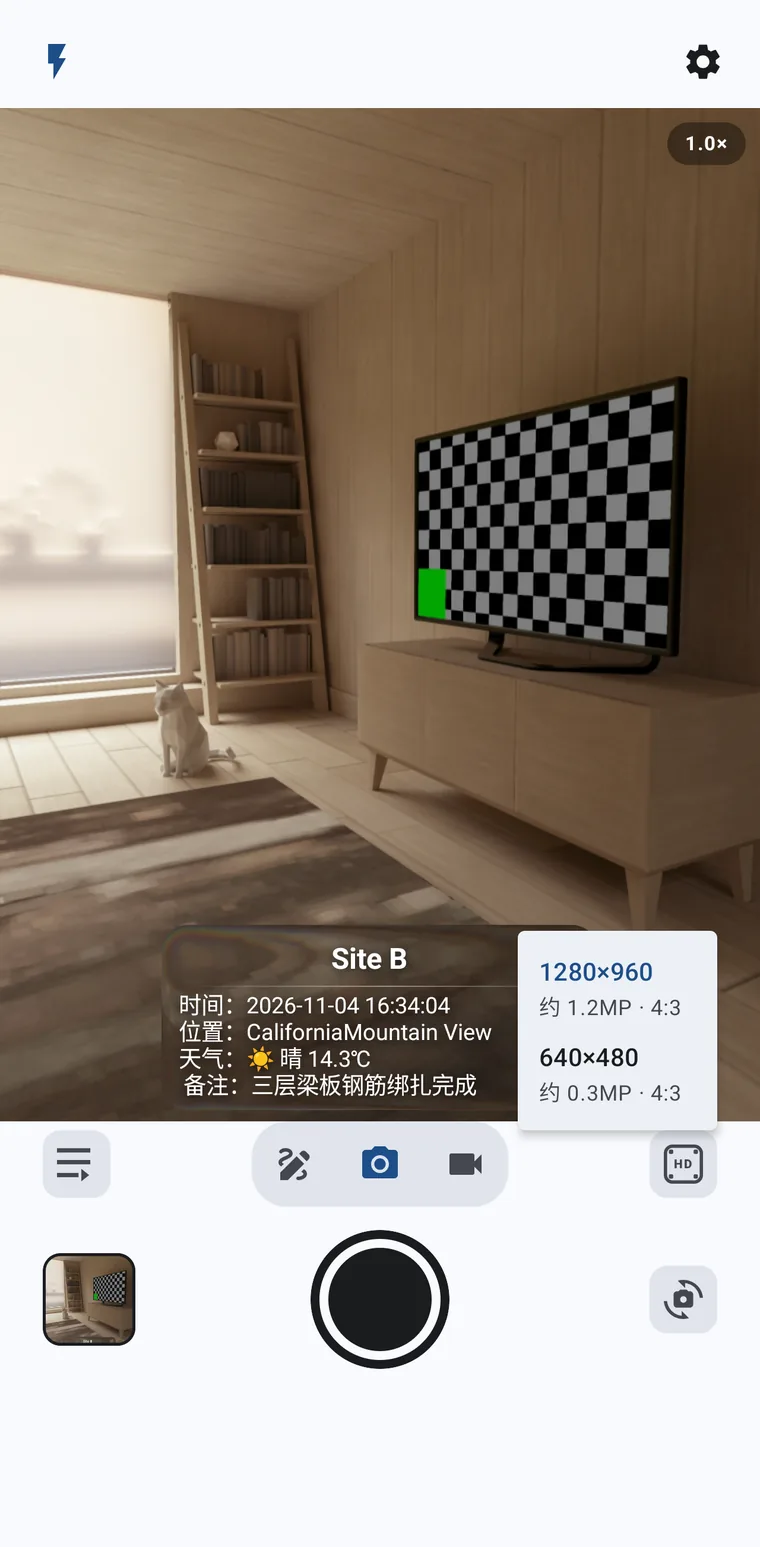 1.0×
Site B
时间：2026-11-04 16:34:04
位置：CaliforniaMountain View
天气：☀️ 晴 14.3℃
备注：三层梁板钢筋绑扎完成
1280×960
约 1.2MP · 4:3
640×480
约 0.3MP · 4:3
HD